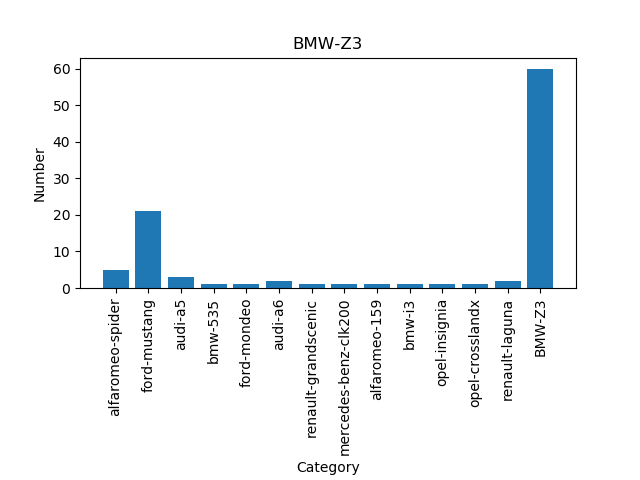 BMW-Z3
Number
60
50
40
30
20
10
0
alfaromeo-spider
ford-mustang
audi-a5
bmw-535
ford-mondeo
audi-a6
renault-grandscenic
mercedes-benz-clk200
alfaromeo-159
bmw-i3
opel-insignia
opel-crosslandx
renault-laguna
BMW-Z3
Category